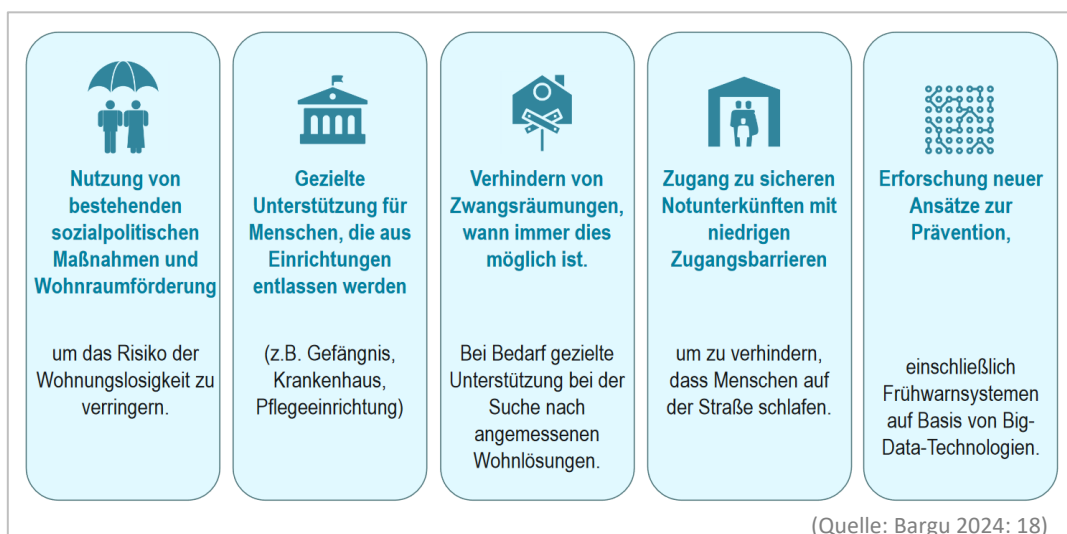 Nutzung von
bestehenden
sozialpolitischen
Maßnahmen und
Wohnraumförderung
um das Risiko der
Wohnungslosigkeit zu
verringern.
Gezielte
Unterstützung für
Menschen, die aus
Einrichtungen
entlassen werden
(z.B. Gefängnis,
Krankenhaus,
Pflegeeinrichtung)
Verhindern von
Zwangsräumungen,
wann immer dies
möglich ist.
Bei Bedarf gezielte
Unterstützung bei der
Suche nach
angemessenen
Wohnlösungen.
Zugang zu sicheren
Notunterkünften mit
niedrigen
Zugangsbarrieren
um zu verhindern,
dass Menschen auf
der Straße schlafen.
Erforschung neuer
Ansätze zur
Prävention,
einschließlich
Frühwarnsystemen
auf Basis von Big-
Data-Technologien.
(Quelle: Bargu 2024: 18)